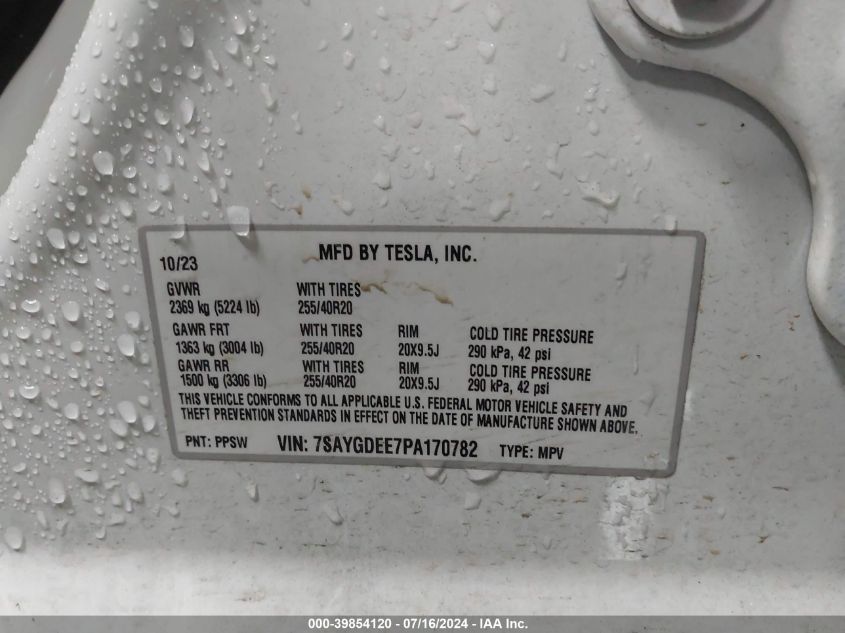 10/23 MFD BY TESLA, INC.
GVWR WITH TIRES
2369 kg (5224 lb) 255/40R20
GAWR FRT WITH TIRES RIM COLD TIRE PRESSURE
1363 kg (3004 lb) 255/40R20 20X9.5J 290 kPa, 42 psi
GAWR RR WITH TIRES RIM COLD TIRE PRESSURE
1500 kg (3306 lb) 255/40R20 20X9.5J 290 kPa, 42 psi
THIS VEHICLE CONFORMS TO ALL APPLICABLE U.S. FEDERAL MOTOR VEHICLE SAFETY AND
THEFT PREVENTION STANDARDS IN EFFECT ON THE DATE OF MANUFACTURE SHOWN ABOVE.
PNT: PPSW VIN: 7SAYGDEE7PA170782 TYPE: MPV
000-39854120 - 07/16/2024 - IAA Inc.